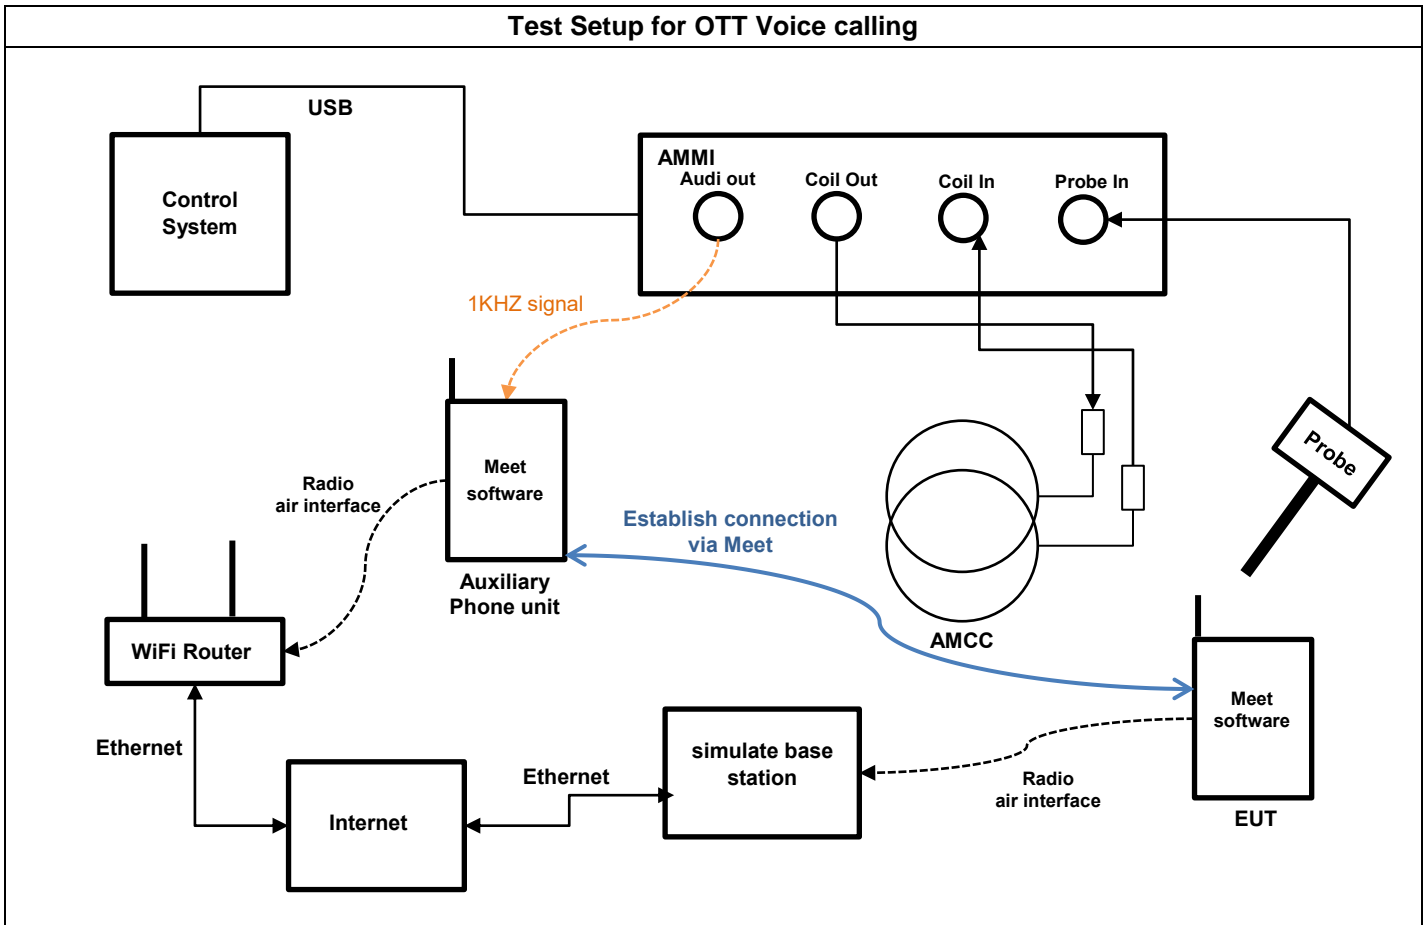 Test Setup for OTT Voice calling
USB
Control
System
AMMI
Audi out
Coil Out
Coil In
Probe In
1KHZ signal
Probe
Meet
software
Radio
air interface
Establish connection
via Meet
Auxiliary
Phone unit
AMCC
WiFi Router
Meet
software
simulate base
station
Ethernet
Ethernet
Radio
air interface
Internet
EUT